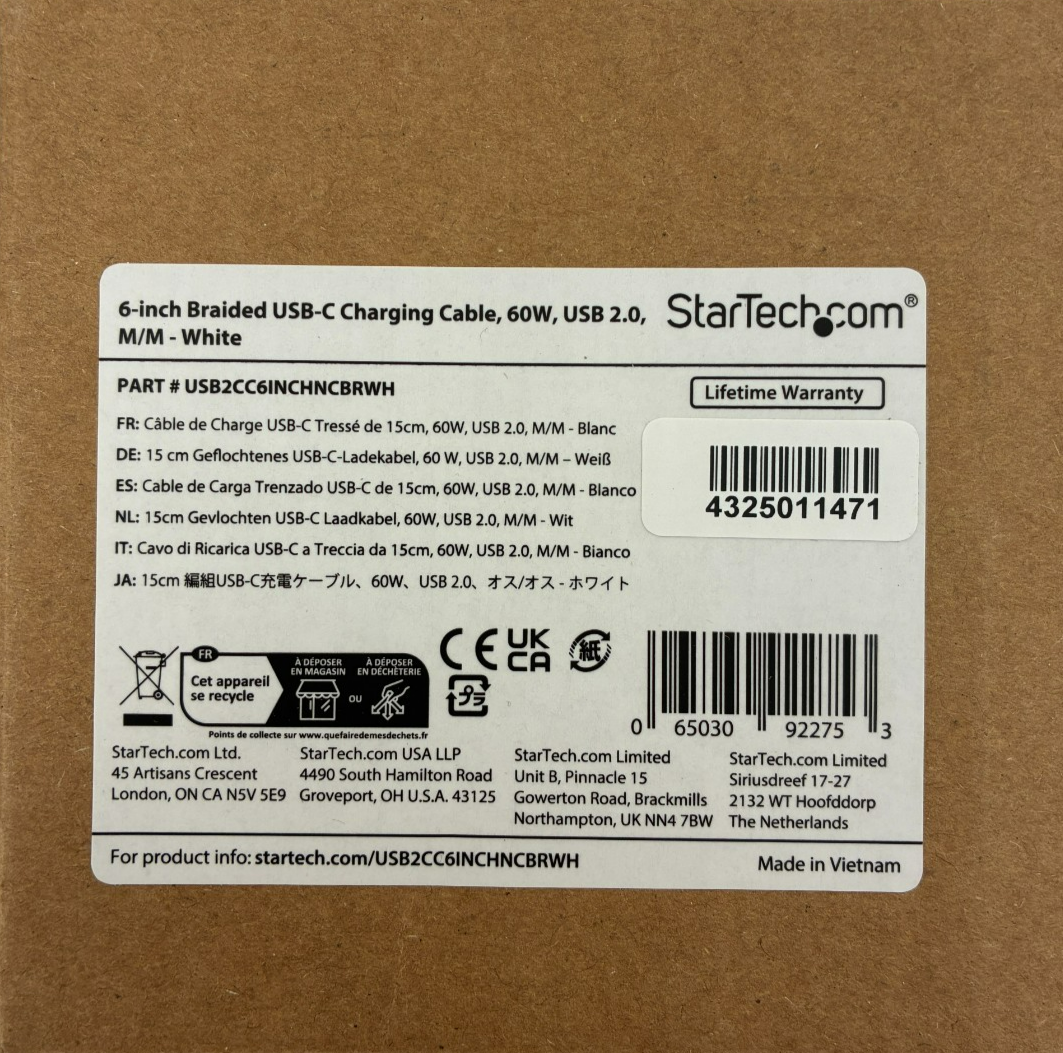 6-inch Braided USB-C Charging Cable, 60W, USB 2.0,
M/M - White
StarTech.com®
PART # USB2CC6INCHNCBRWH
Lifetime Warranty
FR: Câble de Charge USB-C Tressé de 15cm, 60W, USB 2.0, M/M - Blanc
DE: 15 cm Geflochtenes USB-C-Ladekabel, 60 W, USB 2.0, M/M – Weiß
ES: Cable de Carga Trenzado USB-C de 15cm, 60W, USB 2.0, M/M - Blanco
NL: 15cm Gevlochten USB-C Laadkabel, 60W, USB 2.0, M/M - Wit
IT: Cavo di Ricarica USB-C a Treccia da 15cm, 60W, USB 2.0, M/M - Bianco
JA: 15cm 編組USB-C充電ケーブル、60W、USB 2.0、オス/オス - ホワイト
4325011471
FR
Cet appareil
se recycle
À DÉPOSER
EN MAGASIN
OU
À DÉPOSER
EN DÉCHÈTERIE
Points de collecte sur www.quefairedemesdechets.fr
CE
UK
CA
紙
プラ
0 65030 92275 3
StarTech.com Ltd.
45 Artisans Crescent
London, ON CA N5V 5E9
StarTech.com USA LLP
4490 South Hamilton Road
Groveport, OH U.S.A. 43125
StarTech.com Limited
Unit B, Pinnacle 15
Gowerton Road, Brackmills
Northampton, UK NN4 7BW
StarTech.com Limited
Siriusdreef 17-27
2132 WT Hoofddorp
The Netherlands
For product info: startech.com/USB2CC6INCHNCBRWH
Made in Vietnam